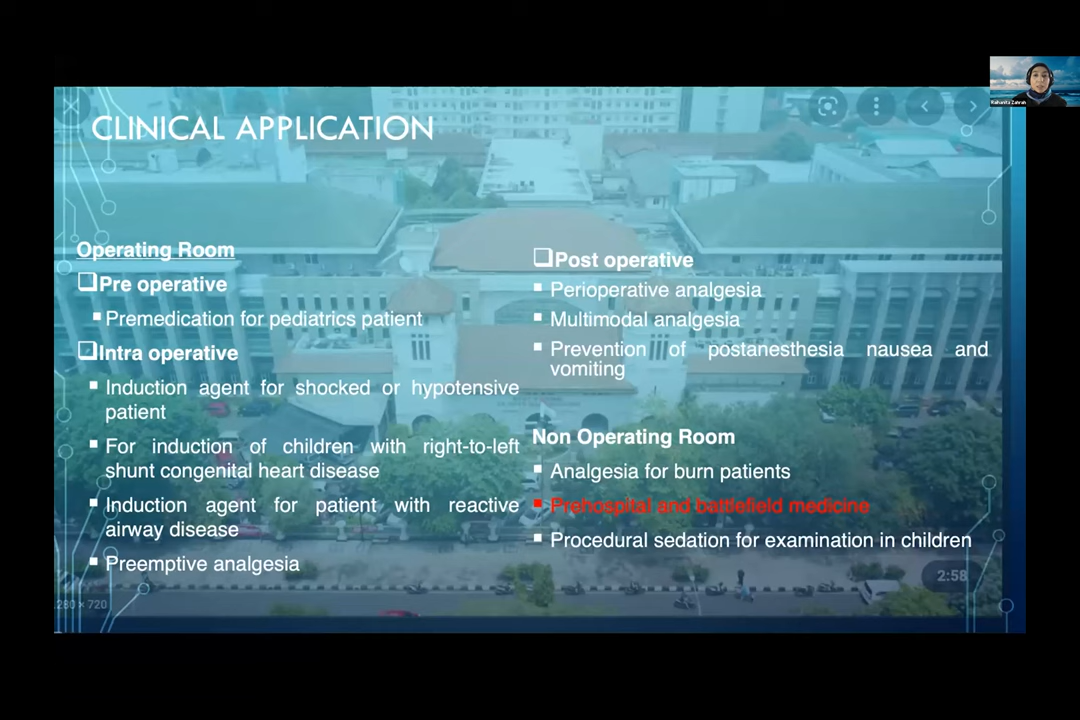 CLINICAL APPLICATION
Operating Room
❑Pre operative
▪Premedication for pediatrics patient
❑Intra operative
▪Induction agent for shocked or hypotensive
patient
▪For induction of children with right-to-left
shunt congenital heart disease
▪Induction agent for patient with reactive
airway disease
▪Preemptive analgesia
❑Post operative
▪Perioperative analgesia
▪Multimodal analgesia
▪Prevention of postanesthesia nausea and
vomiting
Non Operating Room
▪Analgesia for burn patients
▪Prehospital and battlefield medicine
▪Procedural sedation for examination in children
2:58
280 × 720